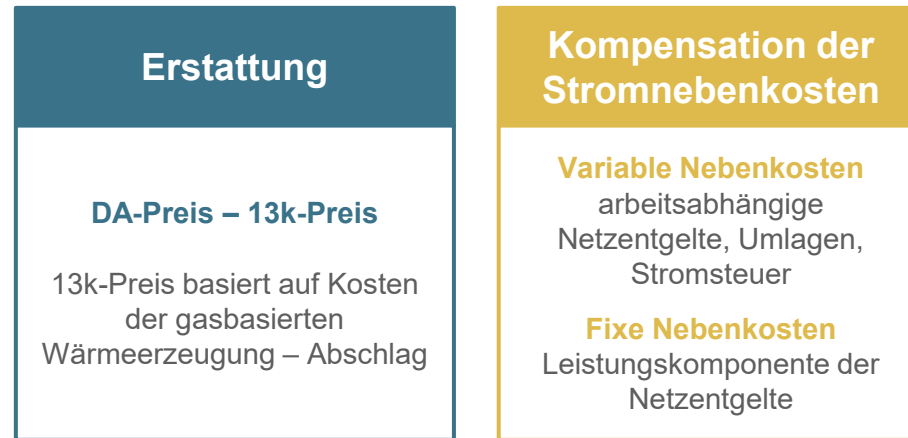 Erstattung
DA-Preis – 13k-Preis
13k-Preis basiert auf Kosten
der gasbasierten
Wärmeerzeugung – Abschlag
Kompensation der
Stromnebenkosten
Variable Nebenkosten
arbeitsabhängige
Netzentgelte, Umlagen,
Stromsteuer
Fixe Nebenkosten
Leistungskomponente der
Netzentgelte